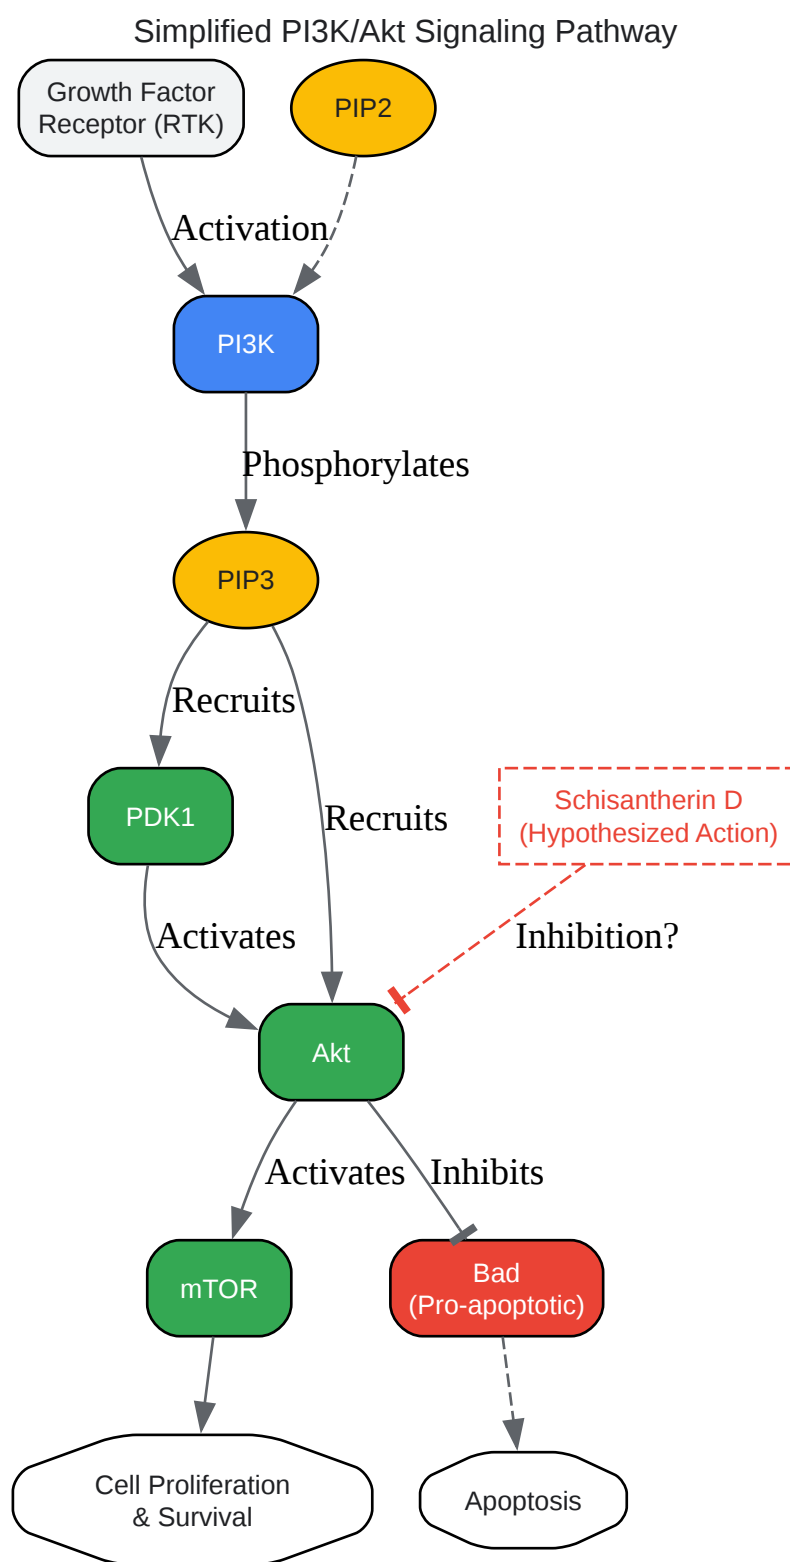 Simplified PI3K/Akt Signaling Pathway
Growth Factor
Receptor (RTK)
PIP2
Activation
PI3K
Phosphorylates
PIP3
Recruits
PDK1
Recruits
Schisantherin D
(Hypothesized Action)
Activates
Inhibition?
Akt
Activates
Inhibits
mTOR
Bad
(Pro-apoptotic)
Cell Proliferation
& Survival
Apoptosis